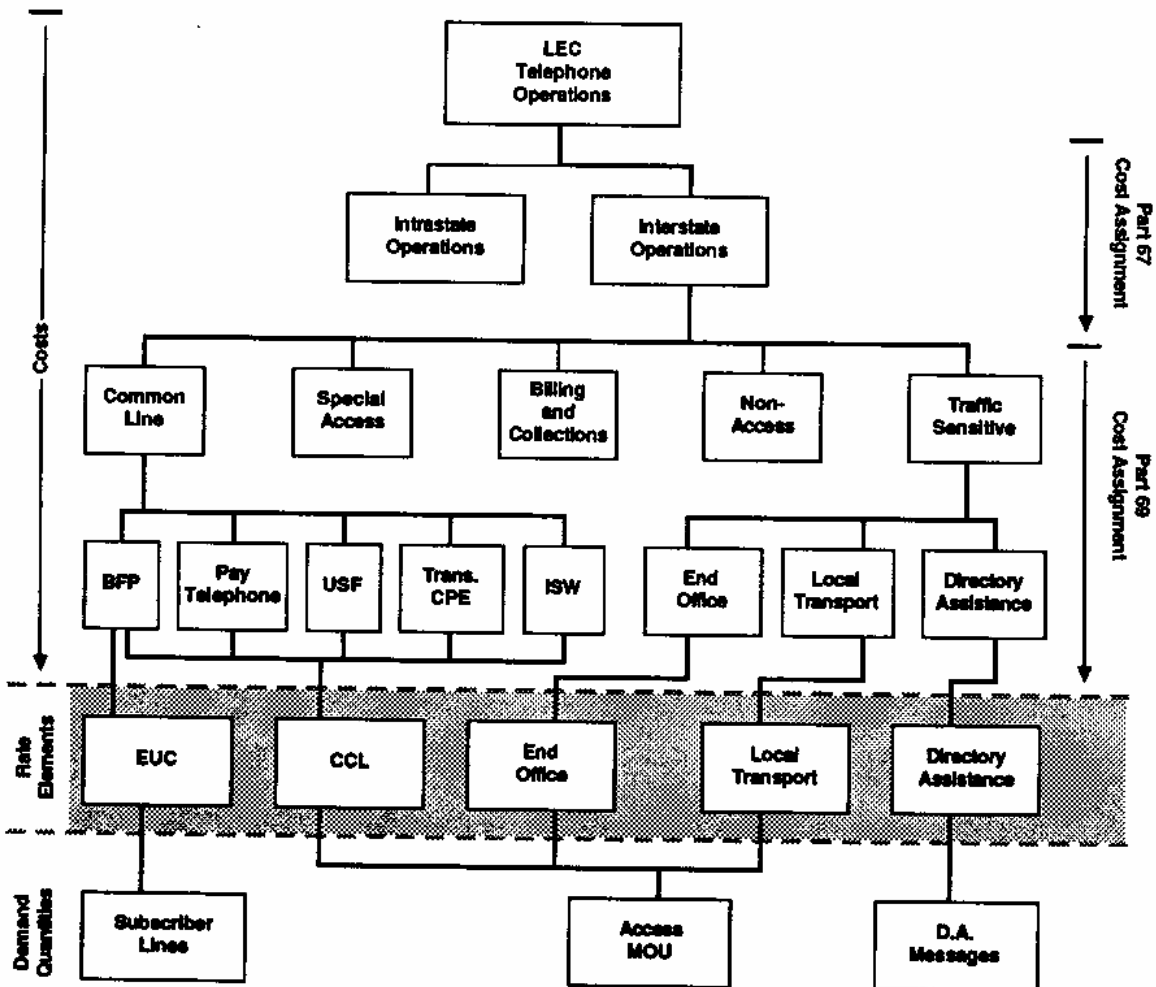 LEC
Telephone
Operations
Intrastate
Operations
Interstate
Operations
Part 67
Cost Assignment
Costs
Common
Line
Special
Access
Billing
and
Collections
Non-
Access
Traffic
Sensitive
Part 69
Cost Assignment
BFP
Pay
Telephone
USF
Trans.
CPE
ISW
End
Office
Local
Transport
Directory
Assistance
Rate
Elements
EUC
CCL
End
Office
Local
Transport
Directory
Assistance
Demand
Quantities
Subscriber
Lines
Access
MOU
D.A.
Messages